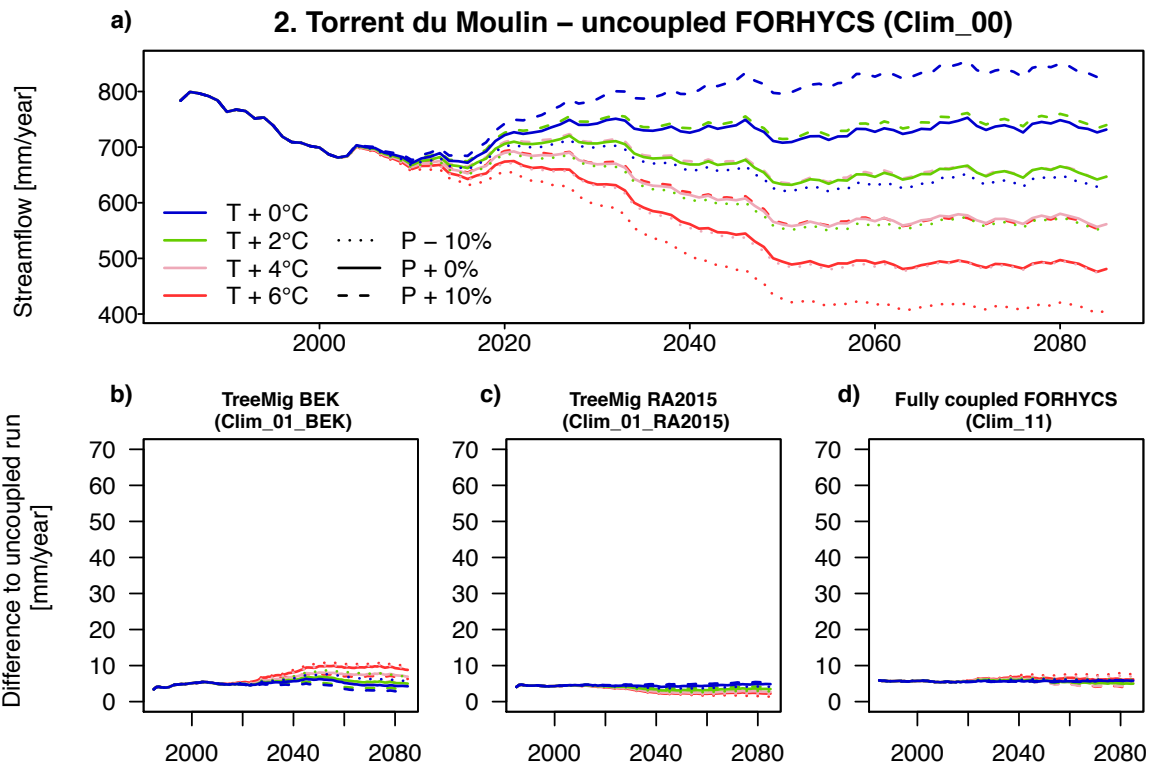 a)
2. Torrent du Moulin – uncoupled FORHYCS (Clim_00)
Streamflow [mm/year]
800
700
600
500
400
T + 0°C
T + 2°C
P − 10%
T + 4°C
P + 0%
T + 6°C
P + 10%
2000
2020
2040
2060
2080
b)
TreeMig BEK
(Clim_01_BEK)
c)
TreeMig RA2015
(Clim_01_RA2015)
d)
Fully coupled FORHYCS
(Clim_11)
Difference to uncoupled run
[mm/year]
70
60
50
40
30
20
10
0
2000
2040
2080
70
60
50
40
30
20
10
0
2000
2040
2080
70
60
50
40
30
20
10
0
2000
2040
2080